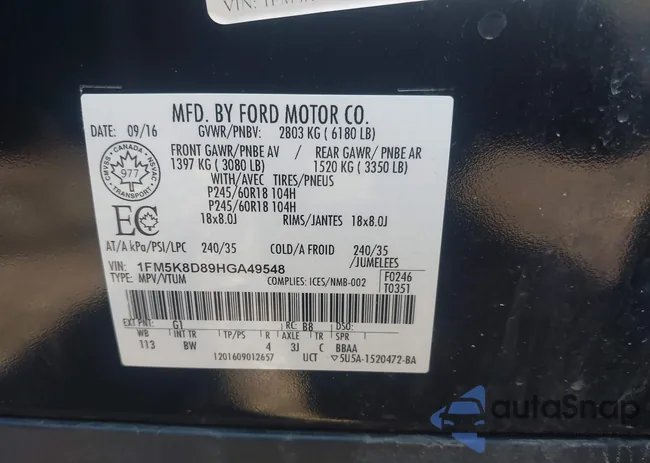 VIN:
MFD. BY FORD MOTOR CO.
DATE: 09/16 GVWR/PNBV: 2803 KG ( 6180 LB)
FRONT GAWR/PNBE AV / REAR GAWR/ PNBE AR
1397 KG ( 3080 LB) 1520 KG ( 3350 LB)
WITH/AVEC TIRES/PNEUS
P245/60R18 104H
P245/60R18 104H
18x8.0J RIMS/JANTES 18x8.0J
CANADA
CMVSS NSVAC
977
TRANSPORT
EC
AT/A kPa/PSI/LPC 240/35 COLD/A FROID 240/35
/JUMELEES
VIN: 1FM5K8D89HGA49548
TYPE: MPV/VTUM COMPLIES: ICES/NMB-002
F0246
T0351
EXT PNT: G1 RC: B8 DSO:
WB INT TR TP/PS R AXLE TR SPR
113 BW 4 3J C BBAA
1201609012657 UCT ▽5U5A-1520472-BA
autoSnap